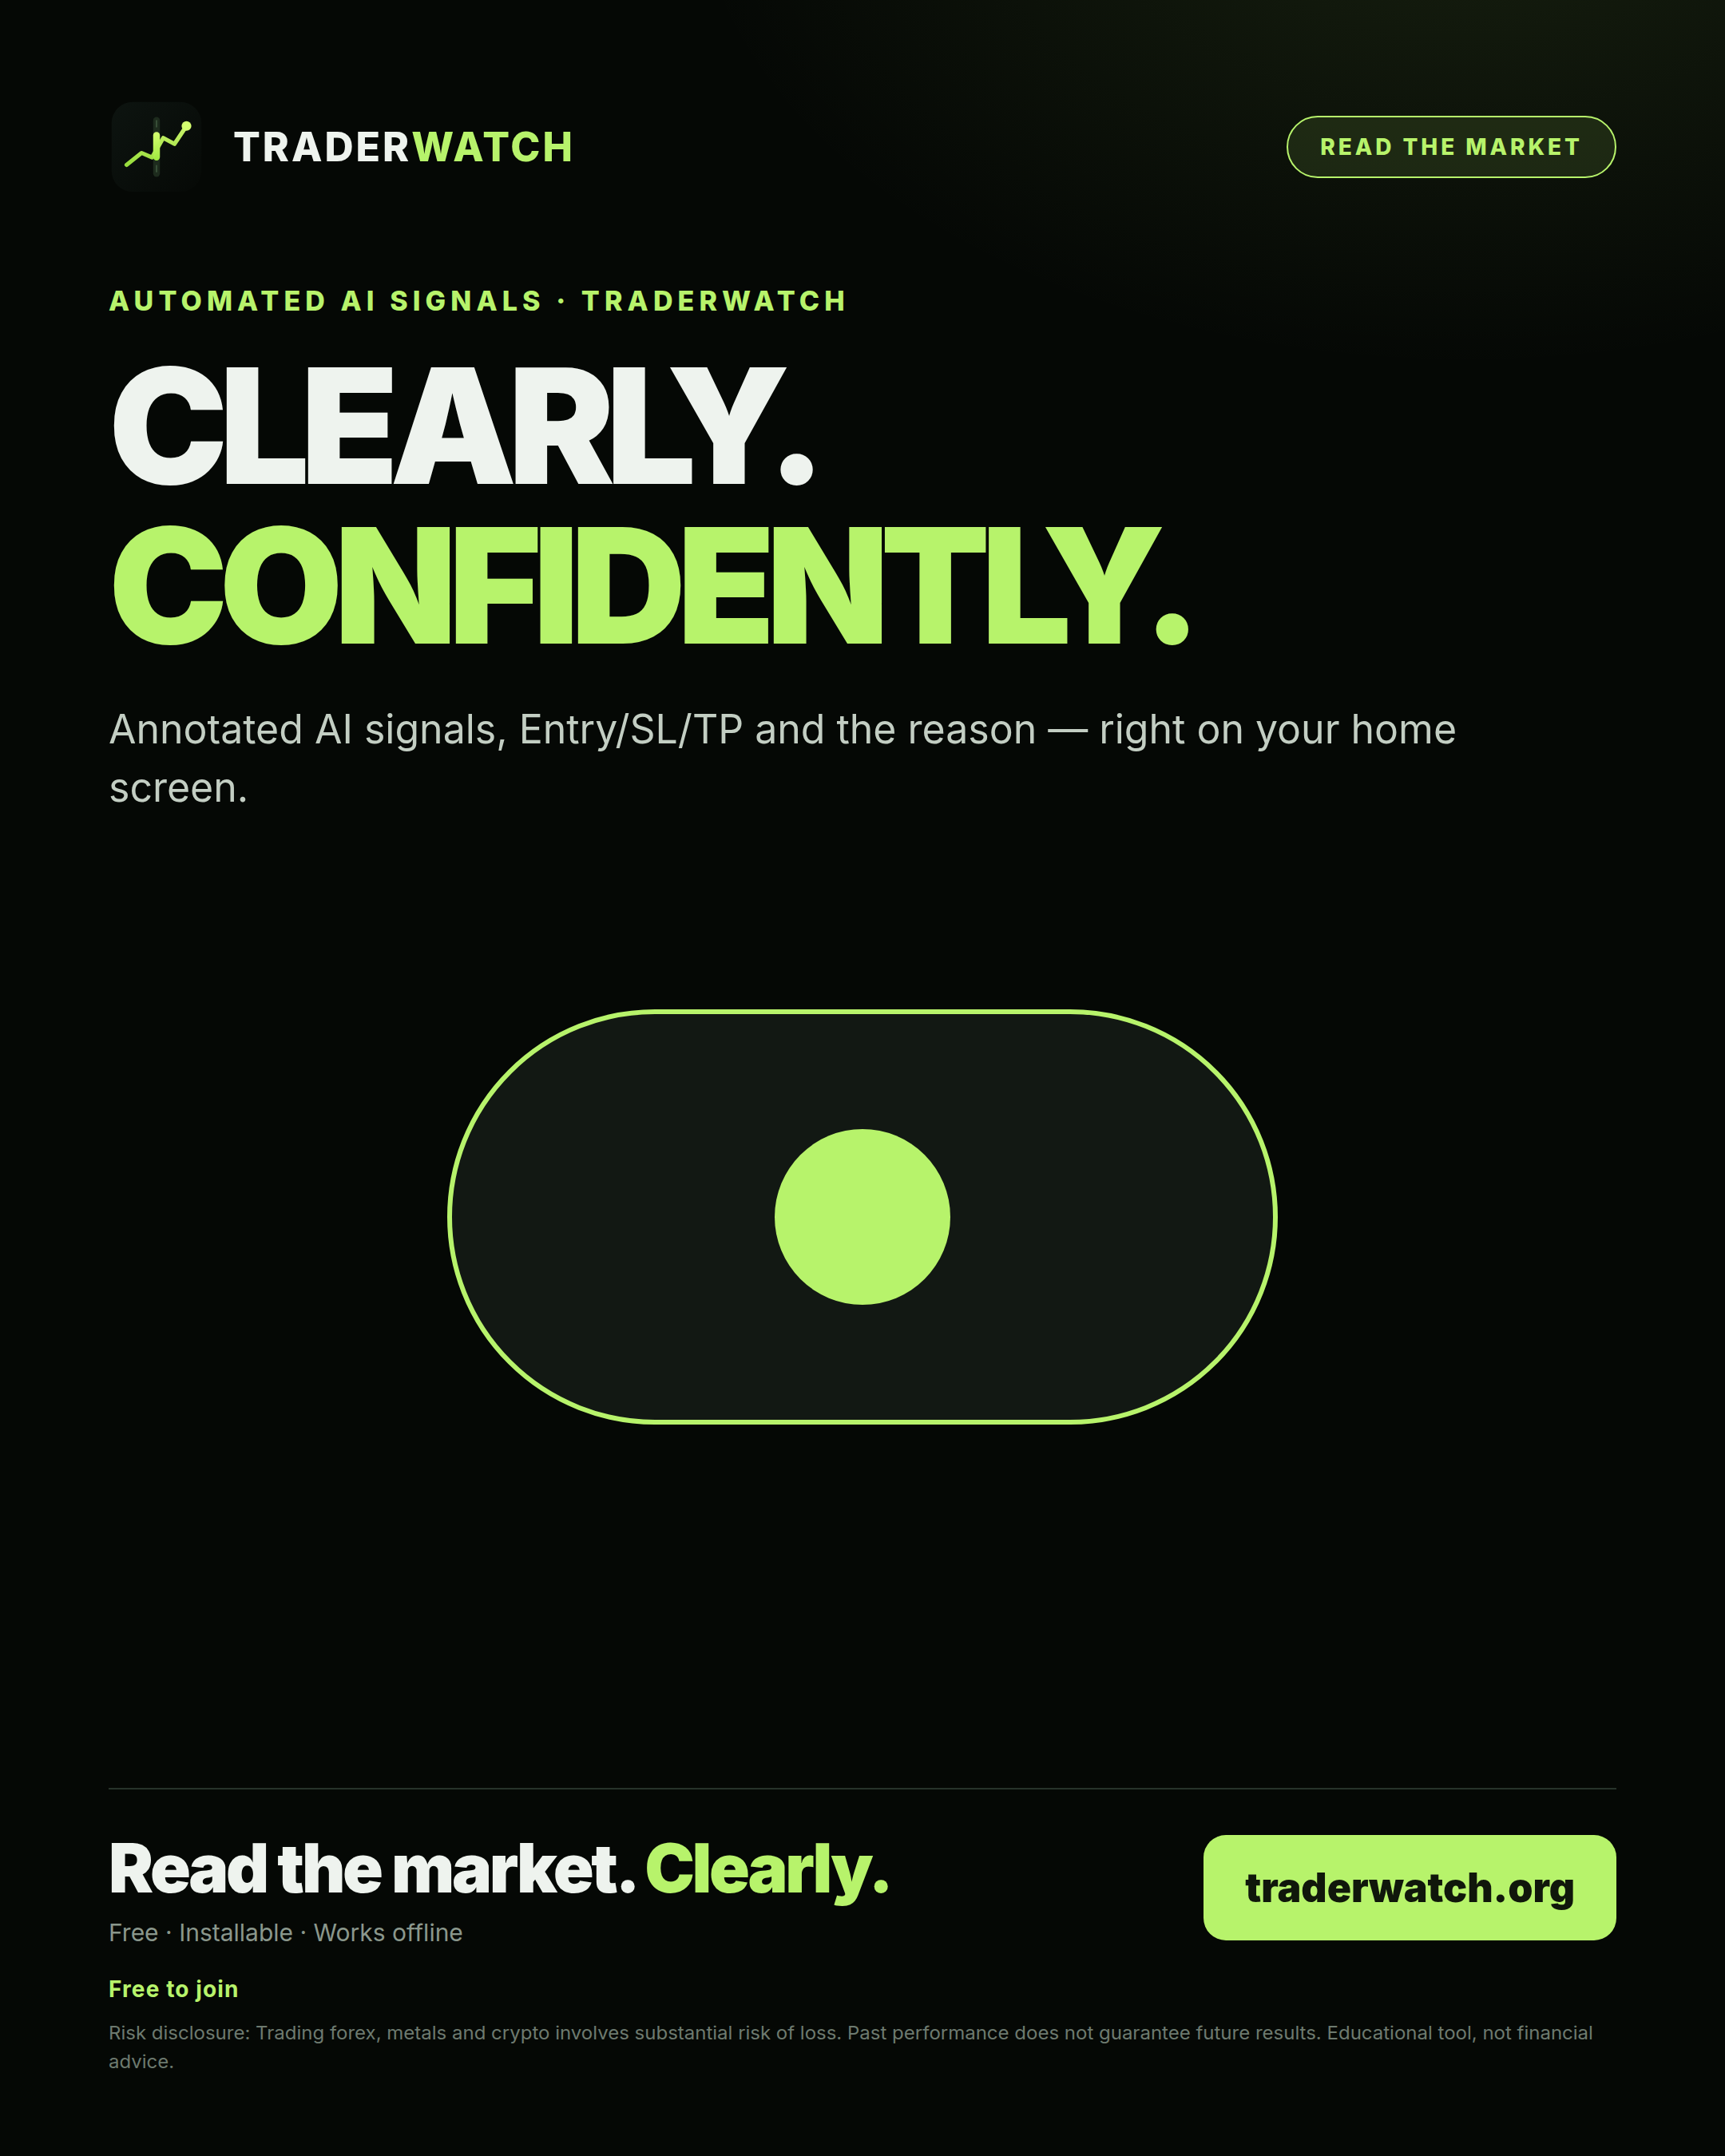 TRADERWATCH
READ THE MARKET
AUTOMATED AI SIGNALS · TRADERWATCH
CLEARLY.
CONFIDENTLY.
Annotated AI signals, Entry/SL/TP and the reason — right on your home
screen.
Read the market. Clearly.
traderwatch.org
Free · Installable · Works offline
Free to join
Risk disclosure: Trading forex, metals and crypto involves substantial risk of loss. Past performance does not guarantee future results. Educational tool, not financial
advice.